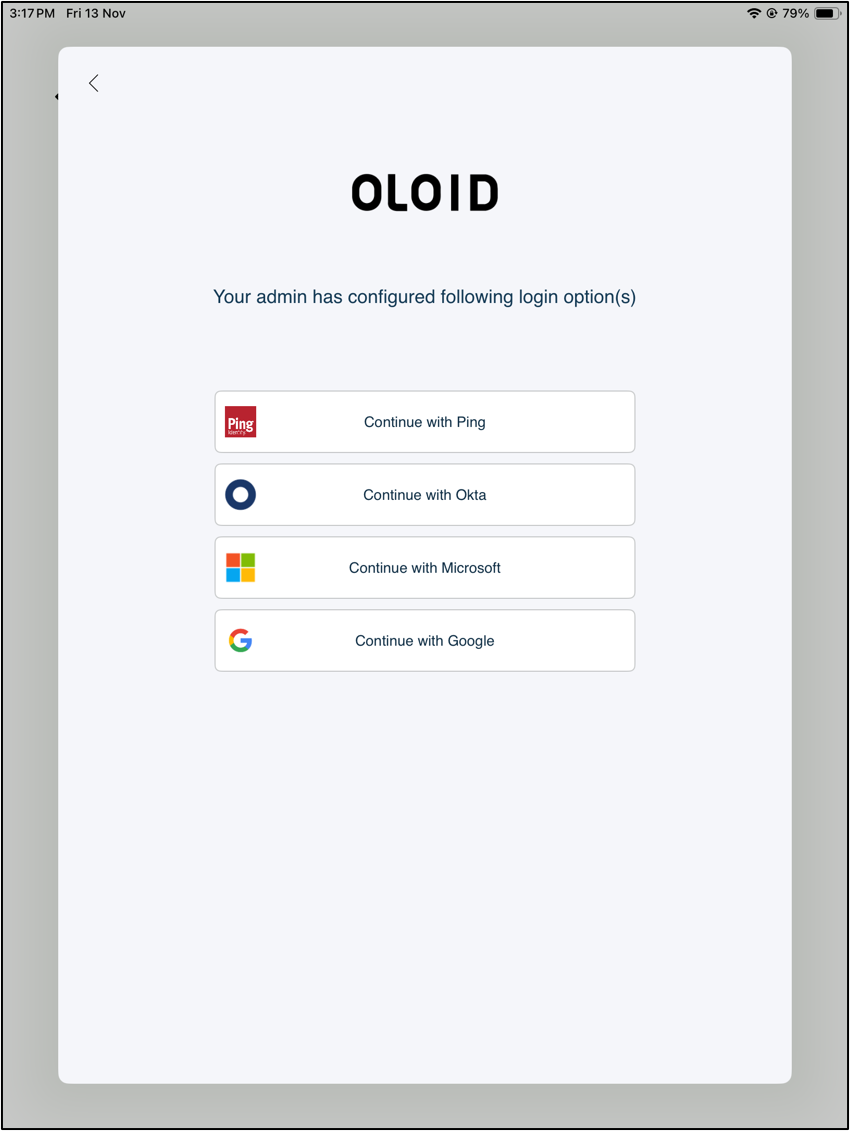 3:17 PM Fri 13 Nov 79%
OLOID
Your admin has configured following login option(s)
Ping
Identity
Continue with Ping
Continue with Okta
Continue with Microsoft
Continue with Google